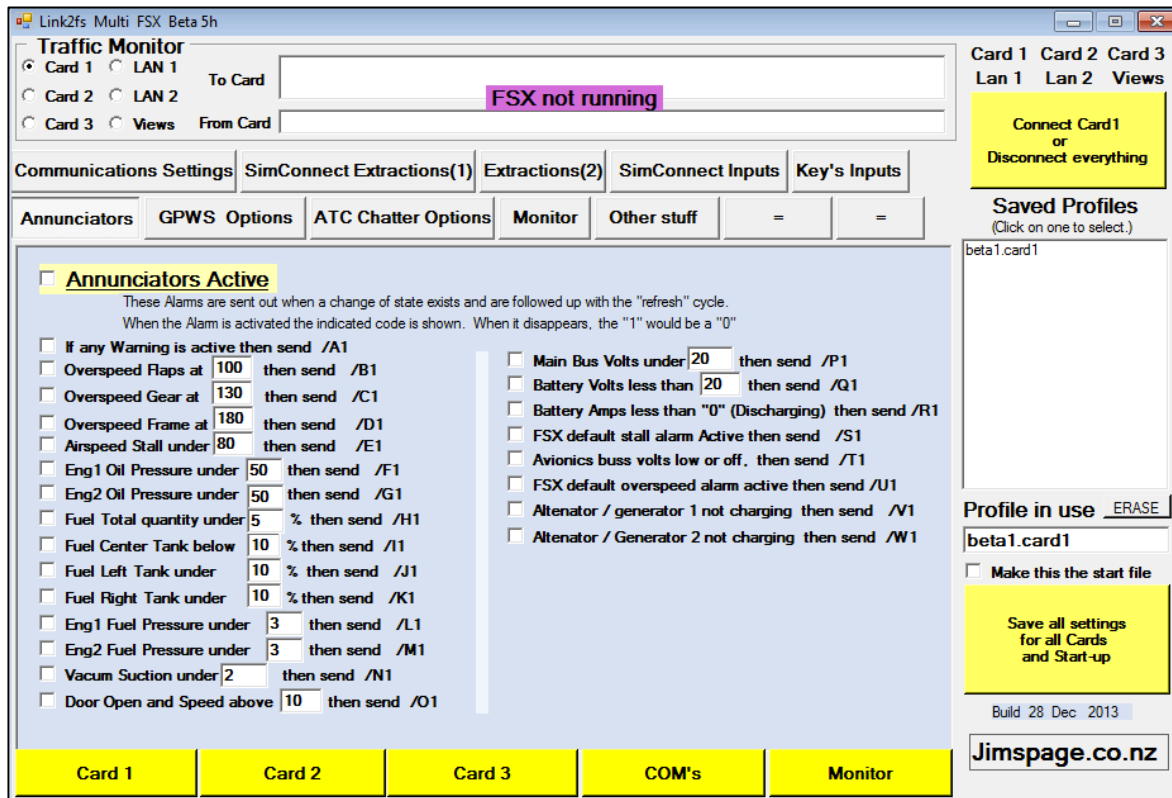 Link2fs Multi FSX Beta 5h
Traffic Monitor
Card 1 LAN 1
Card 2 LAN 2
Card 3 Views
To Card
FSX not running
From Card
Card 1 Card 2 Card 3
Lan 1 Lan 2 Views
Connect Card1
or
Disconnect everything
Communications Settings SimConnect Extractions(1) Extractions(2) SimConnect Inputs Key's Inputs
Annunciators GPWS Options ATC Chatter Options Monitor Other stuff = =
Annunciators Active
These Alarms are sent out when a change of state exists and are followed up with the "refresh" cycle.
When the Alarm is activated the indicated code is shown. When it disappears, the "1" would be a "0"
If any Warning is active then send /A1
Overspeed Flaps at 100 then send /B1
Overspeed Gear at 130 then send /C1
Overspeed Frame at 180 then send /D1
Airspeed Stall under 80 then send /E1
Eng1 Oil Pressure under 50 then send /F1
Eng2 Oil Pressure under 50 then send /G1
Fuel Total quantity under 5 % then send /H1
Fuel Center Tank below 10 % then send /I1
Fuel Left Tank under 10 % then send /J1
Fuel Right Tank under 10 % then send /K1
Eng1 Fuel Pressure under 3 then send /L1
Eng2 Fuel Pressure under 3 then send /M1
Vacum Suction under 2 then send /N1
Door Open and Speed above 10 then send /O1
Main Bus Volts under 20 then send /P1
Battery Volts less than 20 then send /Q1
Battery Amps less than "0" (Discharging) then send /R1
FSX default stall alarm Active then send /S1
Avionics buss volts low or off, then send /T1
FSX default overspeed alarm active then send /U1
Altenator / generator 1 not charging then send /V1
Altenator / Generator 2 not charging then send /W1
Saved Profiles
(Click on one to select.)
beta1.card1
Profile in use ERASE
beta1.card1
Make this the start file
Save all settings
for all Cards
and Start-up
Build 28 Dec 2013
Jimspage.co.nz
Card 1 Card 2 Card 3 COM's Monitor